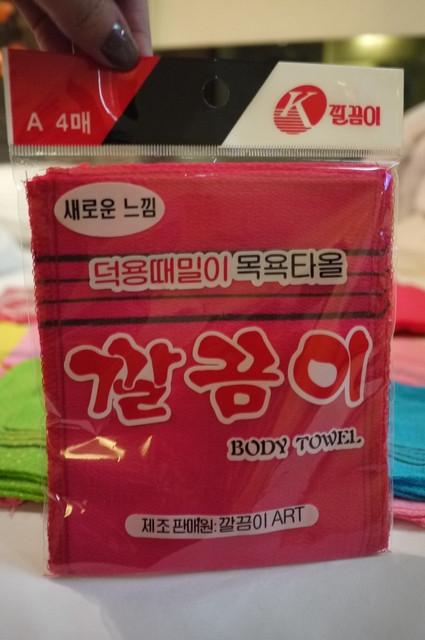 A 4매
K 깔끔이
새로운 느낌
덕용때밀이 목욕타올
깔끔이
BODY TOWEL
제조판매원:깔끔이 ART